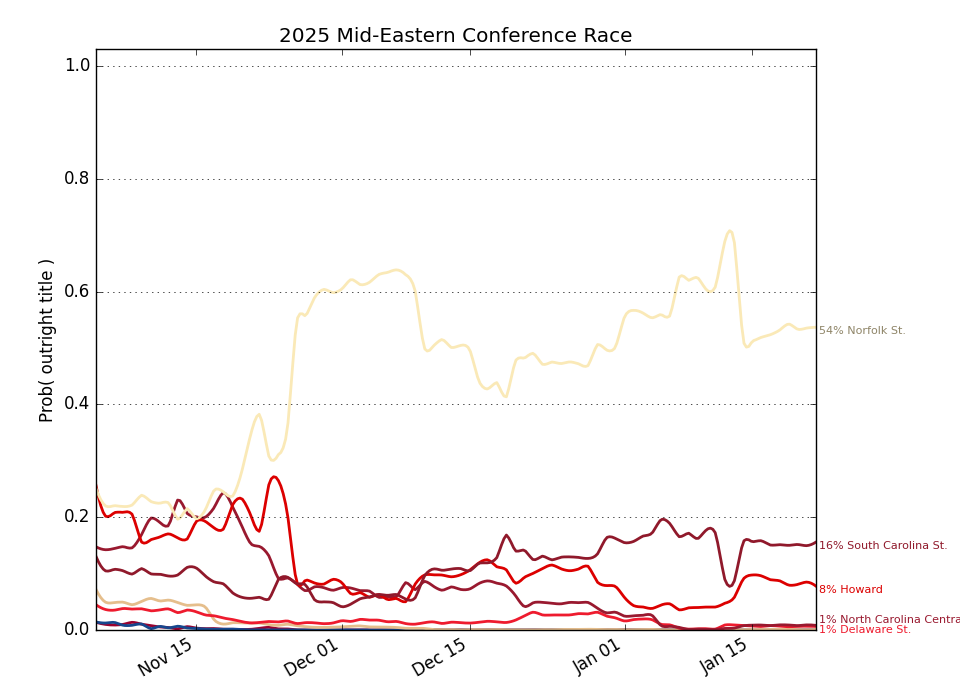 2025 Mid-Eastern Conference Race
Prob( outright title )
1.0
0.8
0.6
0.4
0.2
0.0
Nov 15
Dec 01
Dec 15
Jan 01
Jan 15
54% Norfolk St.
16% South Carolina St.
8% Howard
1% North Carolina Centra
1% Delaware St.